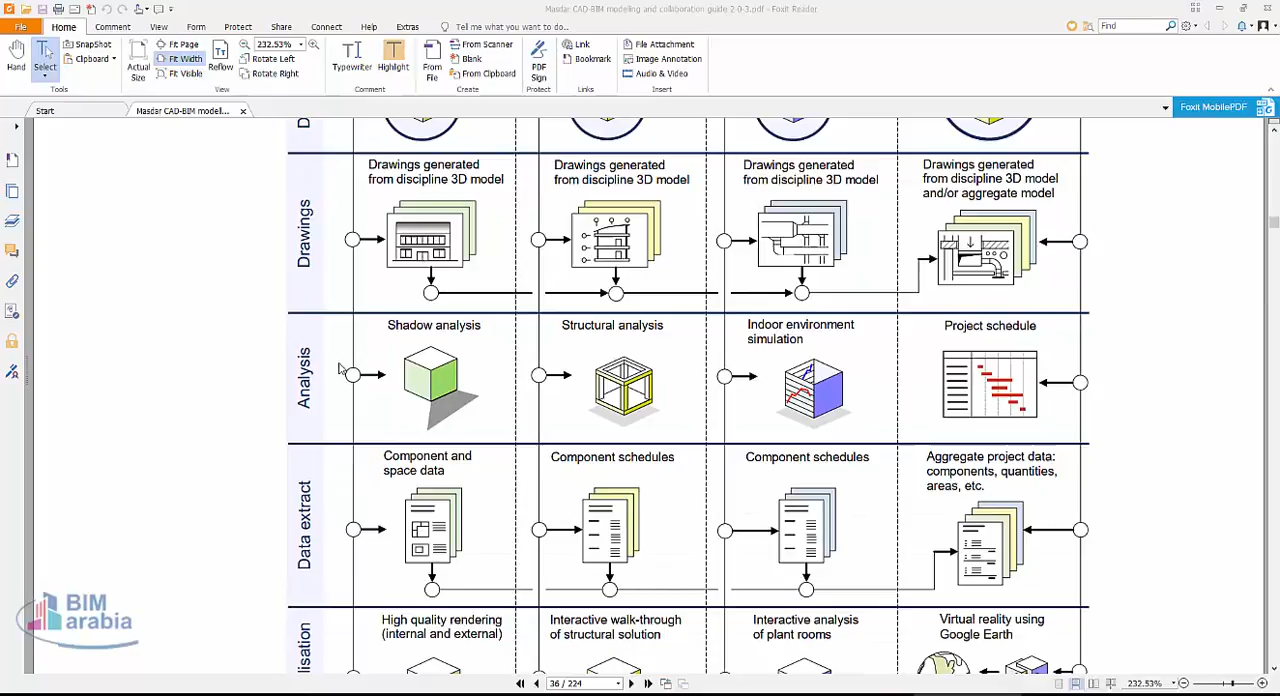 Masdar CAD-BIM modeling and collaboration guide 2-0-3.pdf - Foxit Reader
File Home Comment View Form Protect Share Connect Help Extras Tell me what you want to do... Find
Hand
Select
SnapShot
Clipboard
Tools
Actual Size
Fit Page
Fit Width
Fit Visible
Reflow
232.53%
Rotate Left
Rotate Right
View
Typewriter
Highlight
Comment
From File
From Scanner
Blank
From Clipboard
Create
PDF Sign
Protect
Link
Bookmark
Links
File Attachment
Image Annotation
Audio & Video
Insert
Start
Masdar CAD-BIM modell...
Foxit MobilePDF
Drawings
Drawings generated
from discipline 3D model
Drawings generated
from discipline 3D model
Drawings generated
from discipline 3D model
Drawings generated
from discipline 3D model
and/or aggregate model
Analysis
Shadow analysis
Structural analysis
Indoor environment
simulation
Project schedule
Data extract
Component and
space data
Component schedules
Component schedules
Aggregate project data:
components, quantities,
areas, etc.
lisation
High quality rendering
(internal and external)
Interactive walk-through
of structural solution
Interactive analysis
of plant rooms
Virtual reality using
Google Earth
BIM
arabia
36 / 224
232.53%